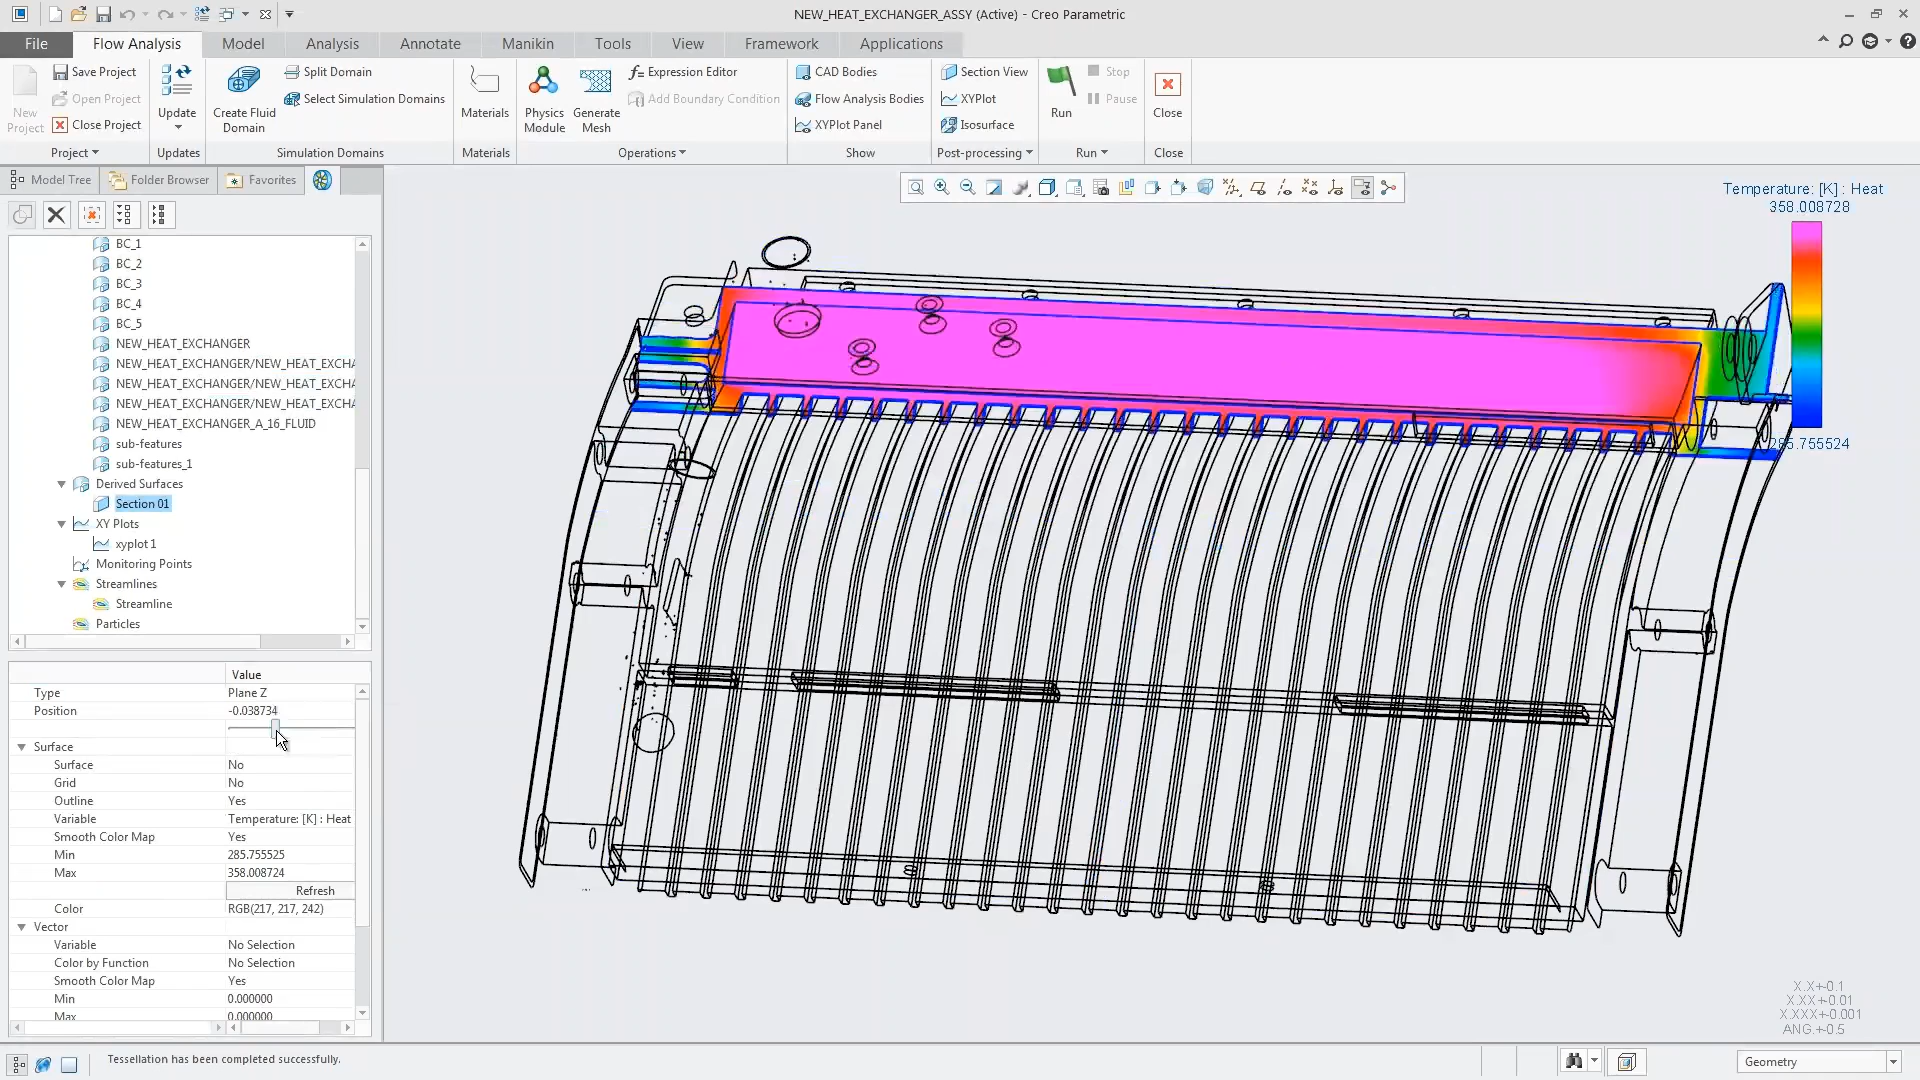 NEW_HEAT_EXCHANGER_ASSY (Active) - Creo Parametric
File
Flow Analysis
Model
Analysis
Annotate
Manikin
Tools
View
Framework
Applications
New Project
Save Project
Open Project
Close Project
Project
Update
Updates
Create Fluid Domain
Split Domain
Select Simulation Domains
Simulation Domains
Materials
Materials
Physics Module
Generate Mesh
Expression Editor
Add Boundary Condition
Operations
CAD Bodies
Flow Analysis Bodies
XYPlot Panel
Show
Section View
XYPlot
Isosurface
Post-processing
Run
Stop
Pause
Run
Close
Close
Model Tree
Folder Browser
Favorites
BC_1
BC_2
BC_3
BC_4
BC_5
NEW_HEAT_EXCHANGER
NEW_HEAT_EXCHANGER/NEW_HEAT_EXCHA
NEW_HEAT_EXCHANGER/NEW_HEAT_EXCHA
NEW_HEAT_EXCHANGER/NEW_HEAT_EXCHA
NEW_HEAT_EXCHANGER_A_16_FLUID
sub-features
sub-features_1
Derived Surfaces
Section 01
XY Plots
xyplot1
Monitoring Points
Streamlines
Streamline
Particles
Value
Type Plane Z
Position -0.038734
Surface
Surface No
Grid No
Outline Yes
Variable Temperature: [K] : Heat
Smooth Color Map Yes
Min 285.755525
Max 358.008724
Refresh
Color RGB(217, 217, 242)
Vector
Variable No Selection
Color by Function No Selection
Smooth Color Map Yes
Min 0.000000
Max 0.000000
Temperature: [K] : Heat
358.008728
285.755524
X.X+-0.1
X.XX+-0.01
X.XXX+-0.001
ANG.+-0.5
Tessellation has been completed successfully.
Geometry